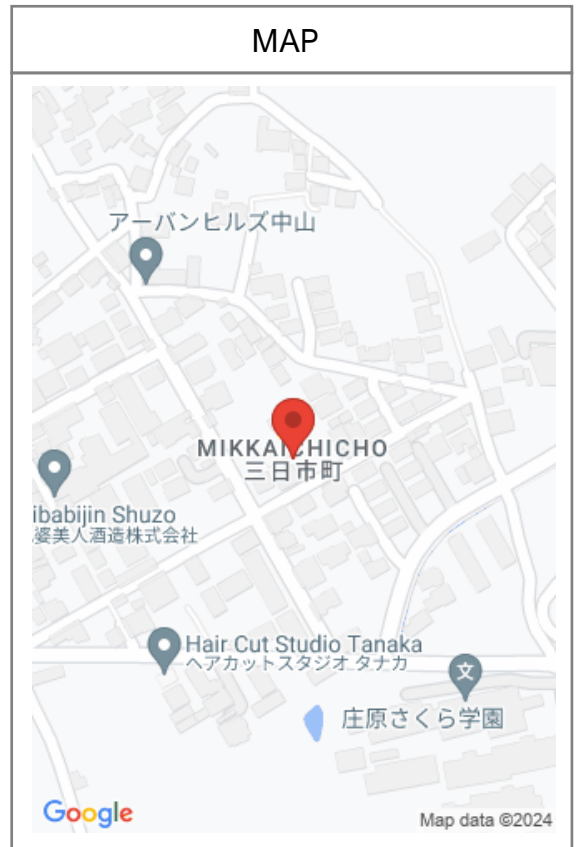 MAP
アーバンヒルズ中山
MIKKAICHICHO
三日市町
ibabijin Shuzo
婆美人酒造株式会社
Hair Cut Studio Tanaka
ヘアカットスタジオ タナカ
文
庄原さくら学園
Google
Map data ©2024